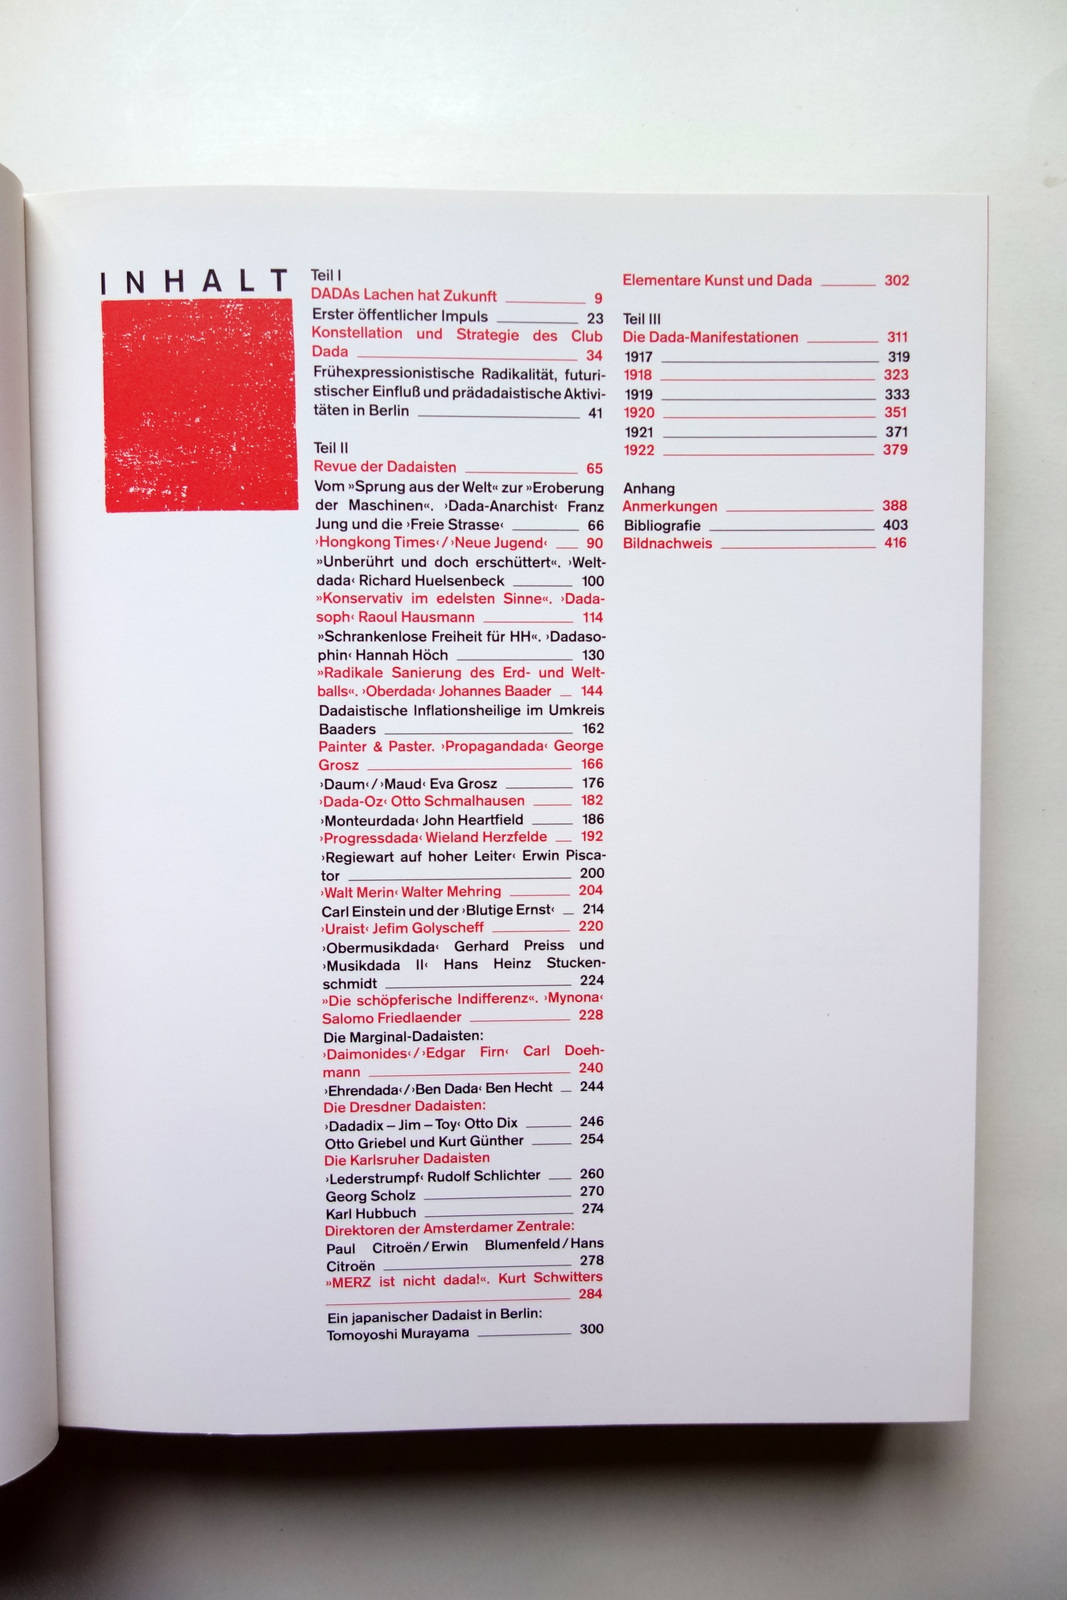 INHALT
Teil I
DADAs Lachen hat Zukunft 9
Erster öffentlicher Impuls 23
Konstellation und Strategie des Club
Dada 34
Frühexpressionistische Radikalität, futuri-
stischer Einfluß und prädadaistische Aktivi-
täten in Berlin 41
Teil II
Revue der Dadaisten 65
Vom »Sprung aus der Welt« zur »Eroberung
der Maschinen«. ›Dada-Anarchist‹ Franz
Jung und die ›Freie Strasse‹ 66
›Hongkong Times‹/›Neue Jugend‹ 90
»Unberührt und doch erschüttert«. ›Welt-
dada‹ Richard Huelsenbeck 100
»Konservativ im edelsten Sinne«. ›Dada-
soph‹ Raoul Hausmann 114
»Schrankenlose Freiheit für HH«. ›Dadaso-
phin‹ Hannah Höch 130
»Radikale Sanierung des Erd- und Welt-
balls«. ›Oberdada‹ Johannes Baader 144
Dadaistische Inflationsheilige im Umkreis
Baaders 162
Painter & Paster. ›Propagandada‹ George
Grosz 166
›Daum‹/›Maud‹ Eva Grosz 176
›Dada-Oz‹ Otto Schmalhausen 182
›Monteurdada‹ John Heartfield 186
›Progressdada‹ Wieland Herzfelde 192
›Regiewart auf hoher Leiter‹ Erwin Pisca-
tor 200
›Walt Merin‹ Walter Mehring 204
Carl Einstein und der ›Blutige Ernst‹ 214
›Uraist‹ Jefim Golyscheff 220
›Obermusikdada‹ Gerhard Preiss und
›Musikdada II‹ Hans Heinz Stucken-
schmidt 224
»Die schöpferische Indifferenz«. ›Mynona‹
Salomo Friedlaender 228
Die Marginal-Dadaisten:
›Daimonides‹/›Edgar Firn‹ Carl Doeh-
mann 240
›Ehrendada‹/›Ben Dada‹ Ben Hecht 244
Die Dresdner Dadaisten:
›Dadadix – Jim – Toy‹ Otto Dix 246
Otto Griebel und Kurt Günther 254
Die Karlsruher Dadaisten
›Lederstrumpf‹ Rudolf Schlichter 260
Georg Scholz 270
Karl Hubbuch 274
Direktoren der Amsterdamer Zentrale:
Paul Citroën/Erwin Blumenfeld/Hans
Citroën 278
»MERZ ist nicht dada!«. Kurt Schwitters
284
Ein japanischer Dadaist in Berlin:
Tomoyoshi Murayama 300
Elementare Kunst und Dada 302
Teil III
Die Dada-Manifestationen 311
1917 319
1918 323
1919 333
1920 351
1921 371
1922 379
Anhang
Anmerkungen 388
Bibliografie 403
Bildnachweis 416